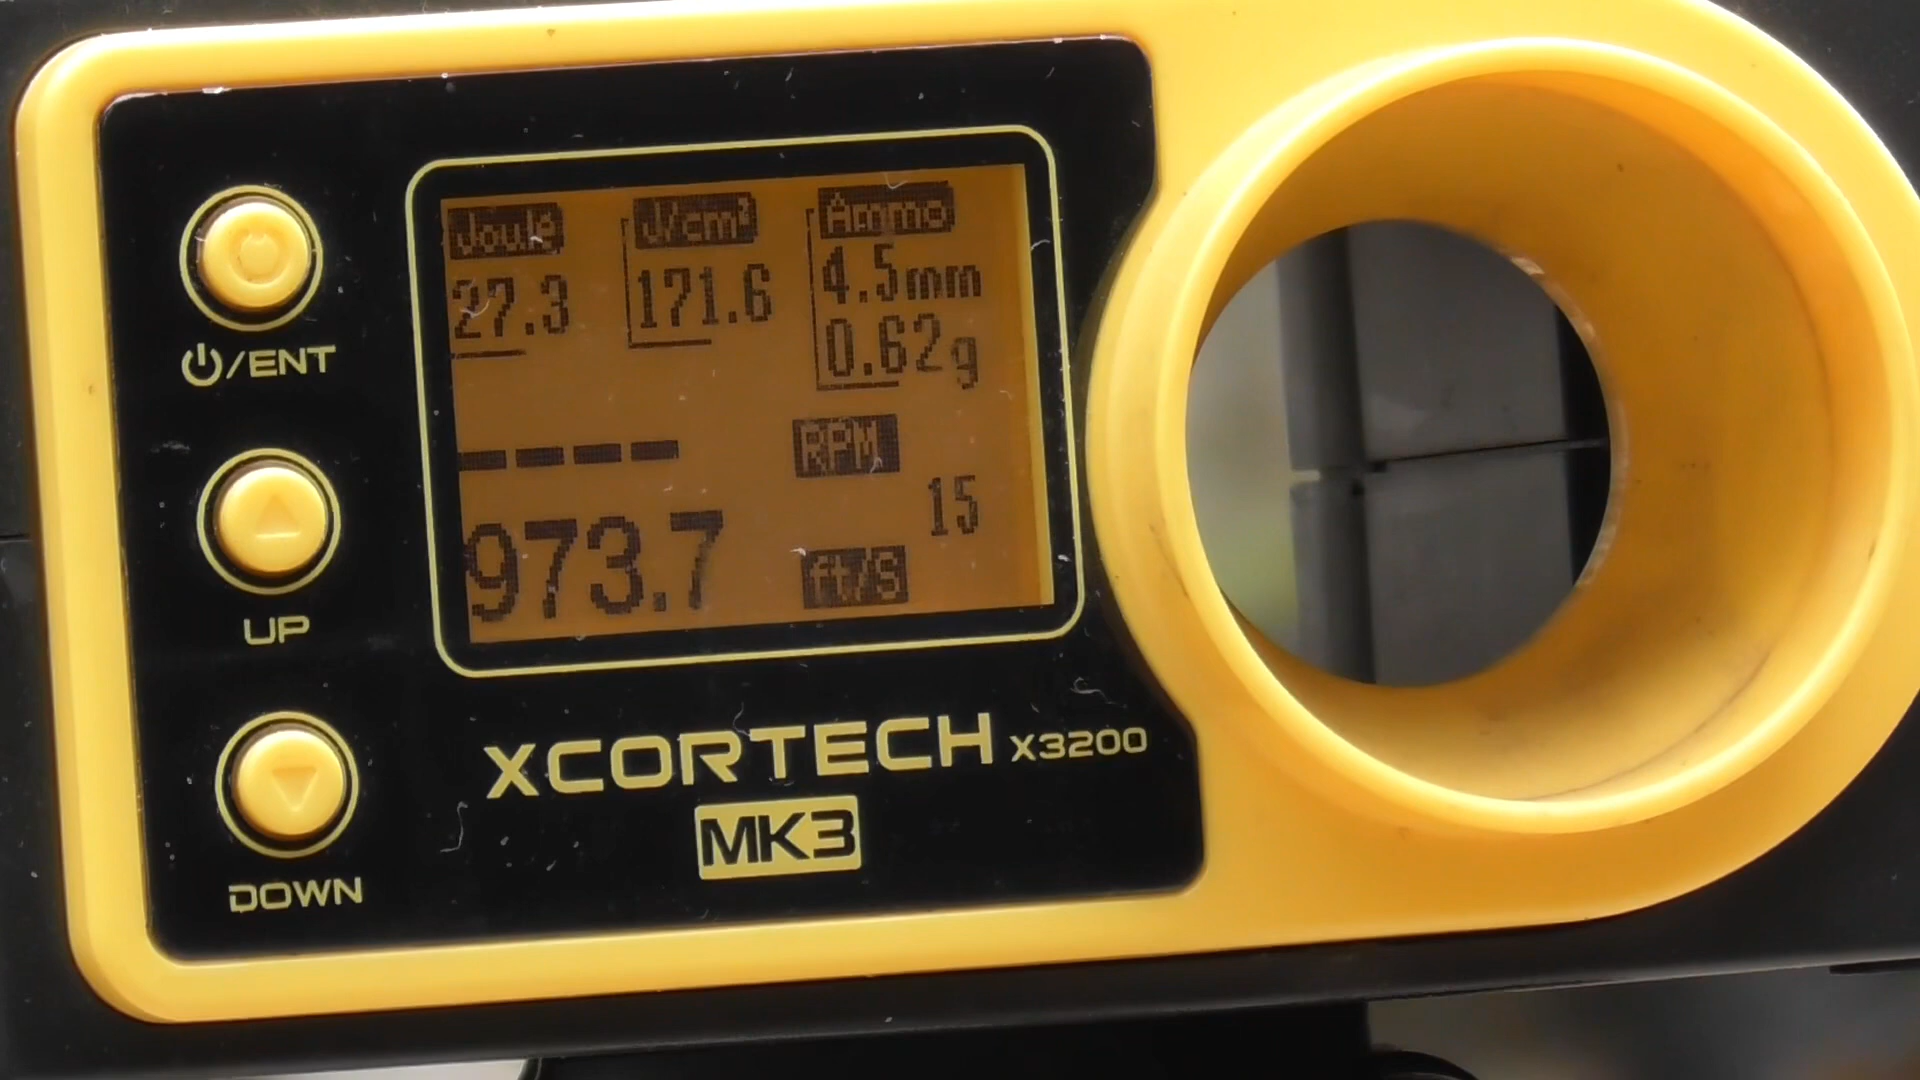 Joule J/cm² Ammo
27.3 171.6 4.5mm
0.62g
---- RPM
15
973.7 fT/S
/ENT
UP
DOWN
XCORTECH X3200
MK3